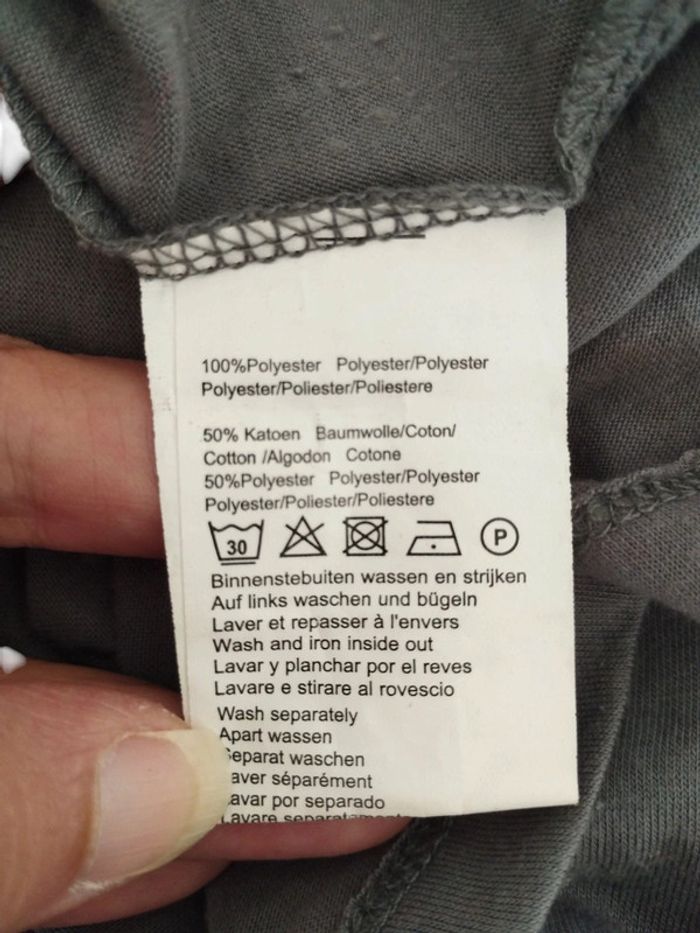 100%Polyester Polyester/Polyester
Polyester/Poliester/Poliestere
50% Katoen Baumwolle/Coton/
Cotton /Algodon Cotone
50%Polyester Polyester/Polyester
Polyester/Poliester/Poliestere
30 P
Binnenstebuiten wassen en strijken
Auf links waschen und bügeln
Laver et repasser à l'envers
Wash and iron inside out
Lavar y planchar por el reves
Lavare e stirare al rovescio
Wash separately
Apart wassen
Separat waschen
aver séparément
avar por separado
Lavare